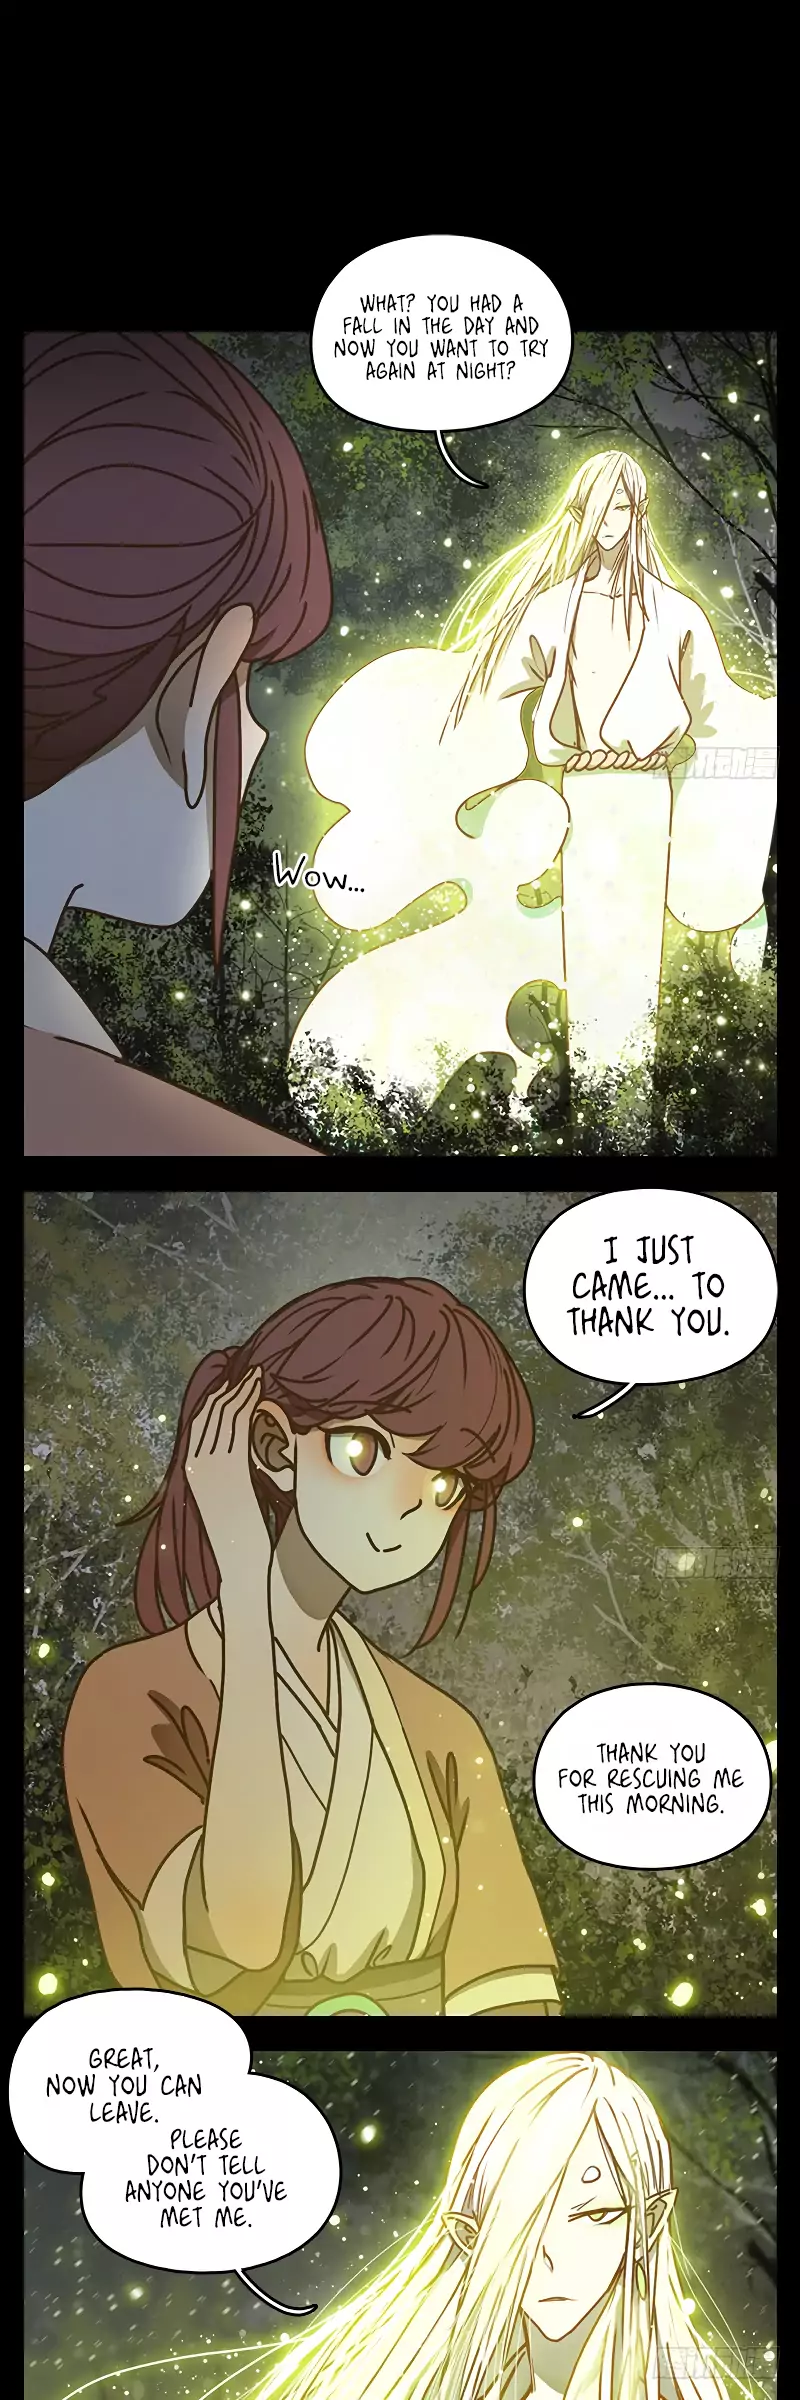 WHAT? YOU HAD A
FALL IN THE DAY AND
NOW YOU WANT TO TRY
AGAIN AT NIGHT?
WOW...
I JUST
CAME... TO
THANK YOU.
THANK YOU
FOR RESCUING ME
THIS MORNING.
GREAT,
NOW YOU CAN
LEAVE.
PLEASE
DON'T TELL
ANYONE YOU'VE
MET ME.